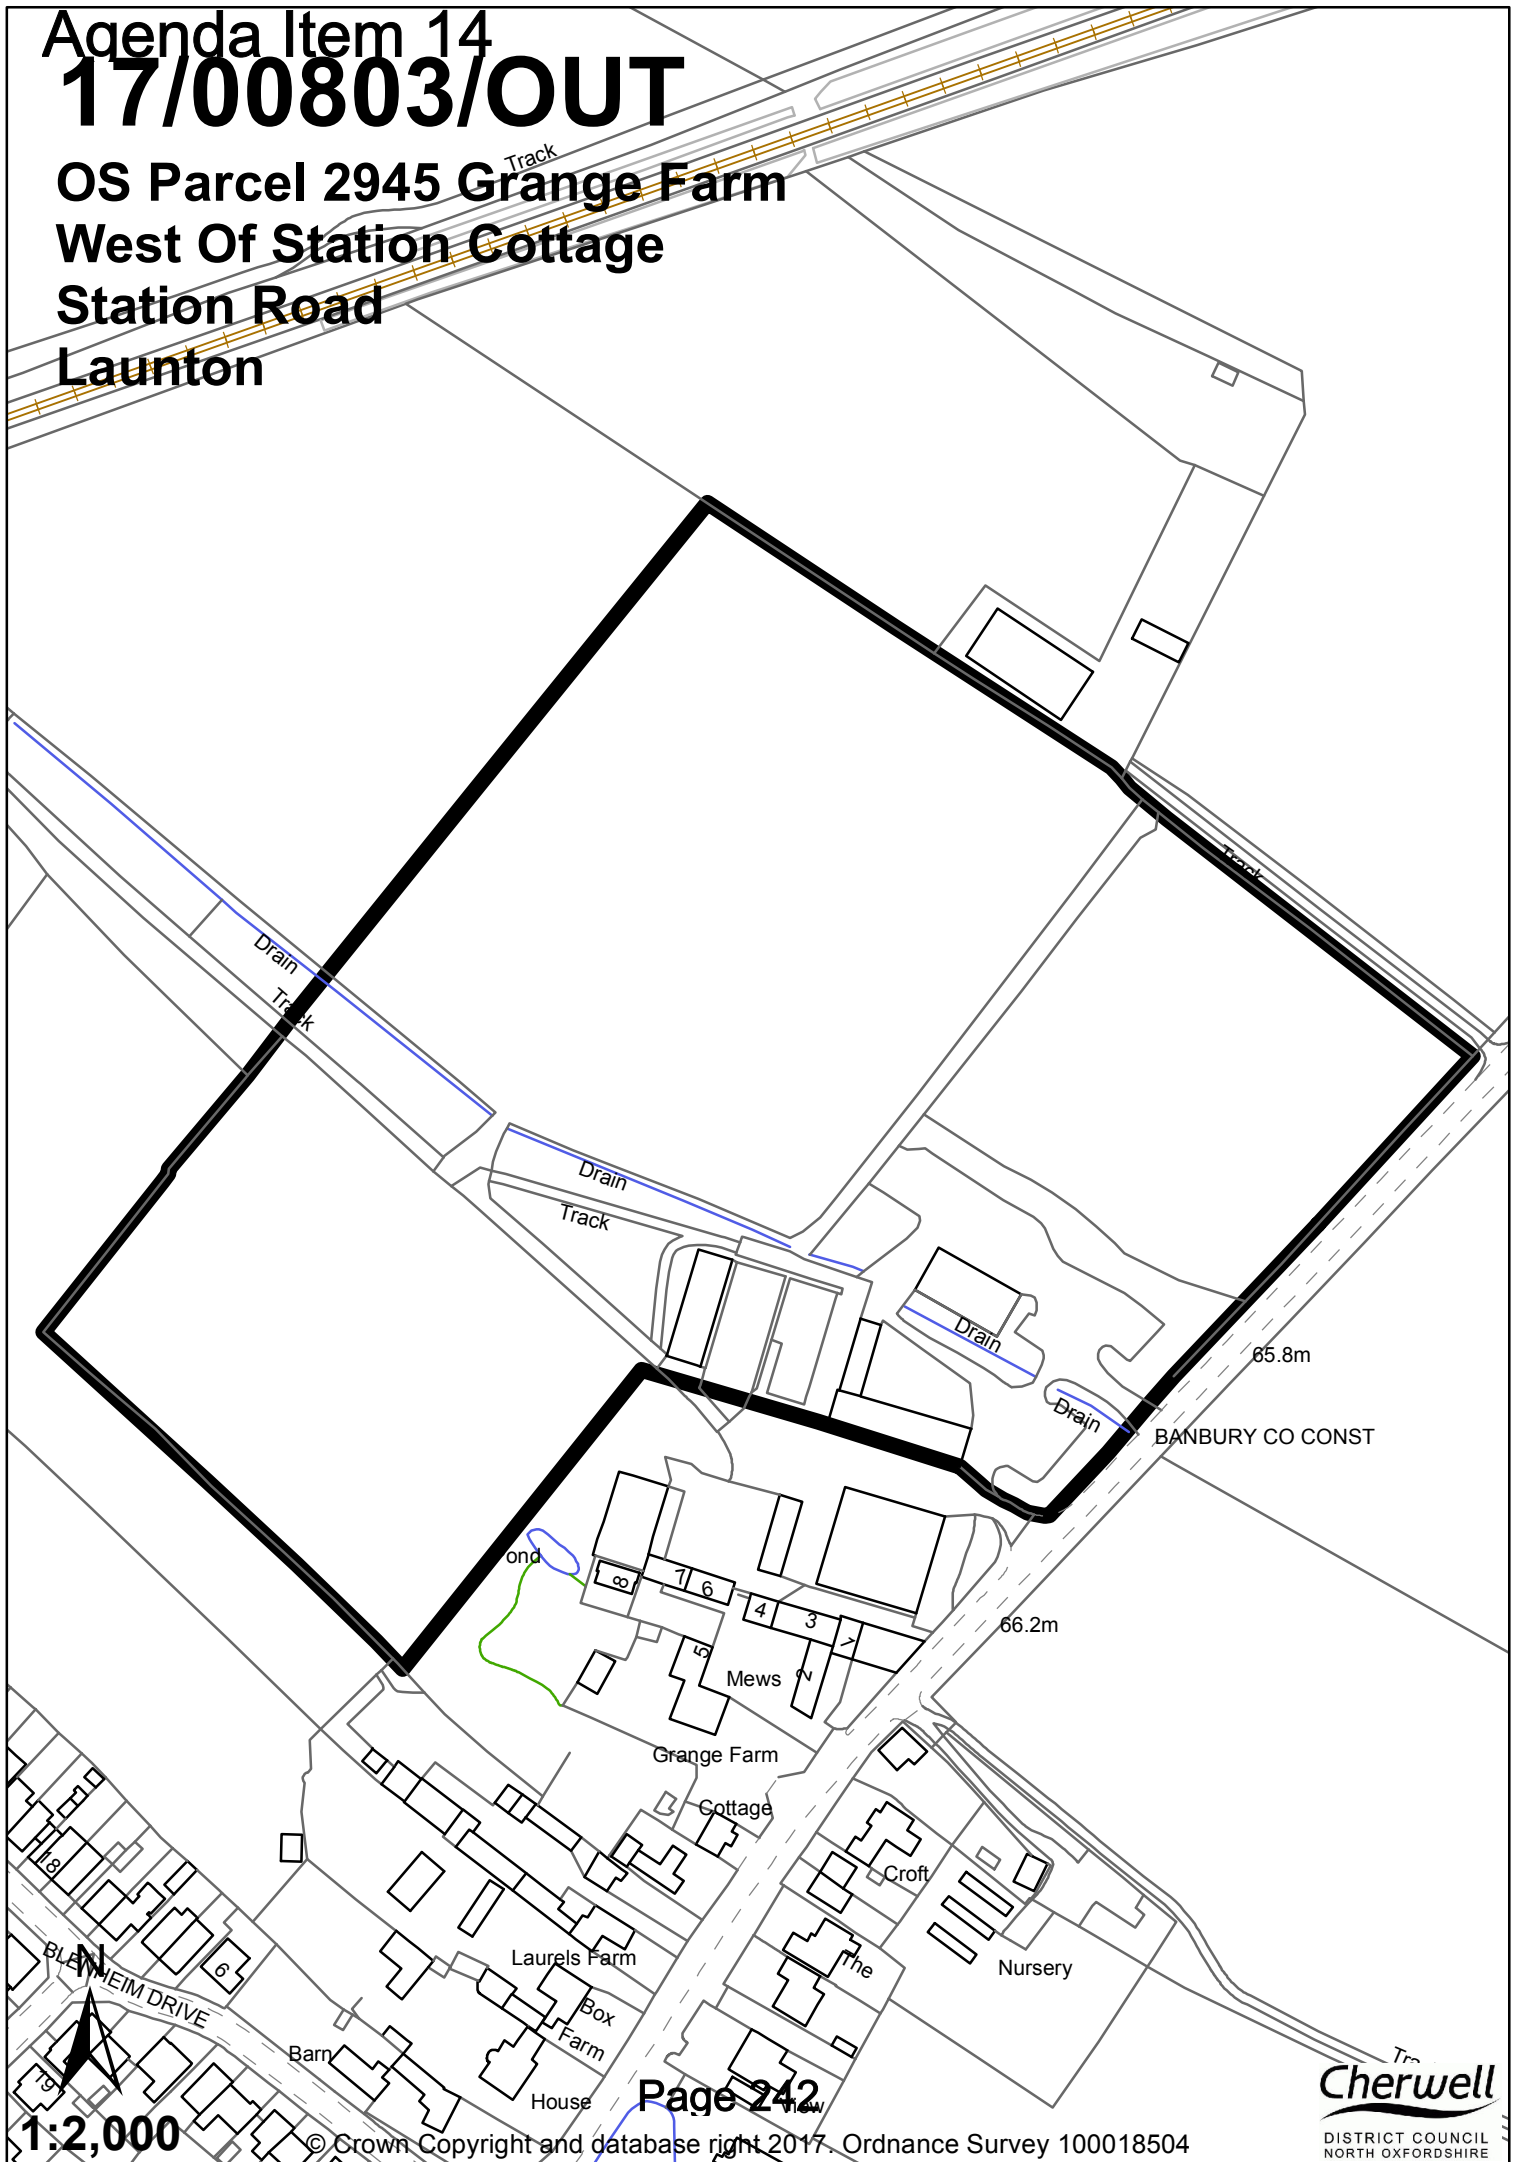 Agenda Item 14
17/00803/OUT
OS Parcel 2945 Grange Farm
West Of Station Cottage
Station Road
Launton
Track
Track
Drain
Track
Drain
Track
Drain
65.8m
Drain
BANBURY CO CONST
ond
8
7
6
4
3
1
66.2m
5
2
Mews
Grange Farm
Cottage
18
Croft
Laurels Farm
The
Nursery
N
BLENHEIM DRIVE
6
Box
Farm
Barn
19
House
View
Page 242
1:2,000
© Crown Copyright and database right 2017. Ordnance Survey 100018504
Cherwell
DISTRICT COUNCIL
NORTH OXFORDSHIRE